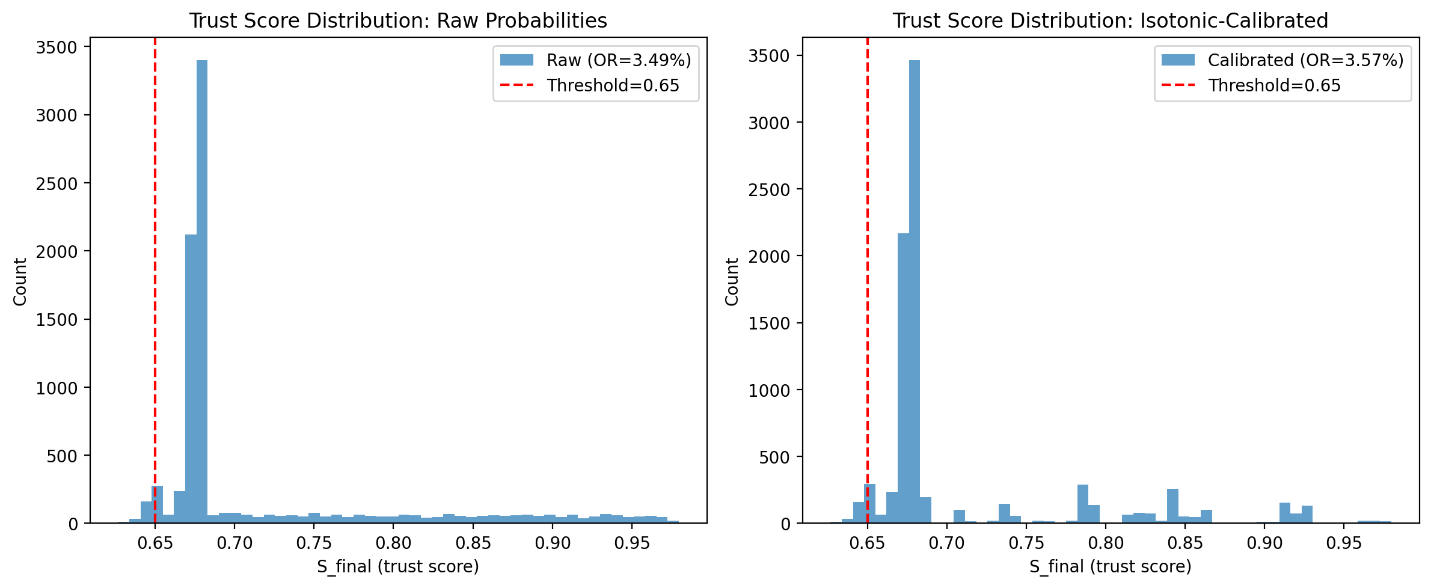 Trust Score Distribution: Raw Probabilities
Raw (OR=3.49%)
Threshold=0.65
Count
3500
3000
2500
2000
1500
1000
500
0
0.65 0.70 0.75 0.80 0.85 0.90 0.95
S_final (trust score)
Trust Score Distribution: Isotonic-Calibrated
Calibrated (OR=3.57%)
Threshold=0.65
Count
3500
3000
2500
2000
1500
1000
500
0
0.65 0.70 0.75 0.80 0.85 0.90 0.95
S_final (trust score)